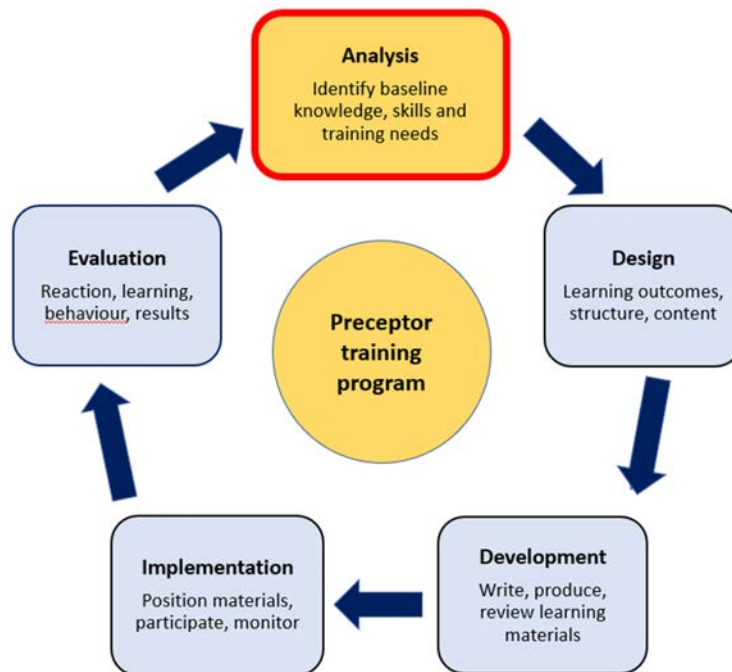 Analysis
Identify baseline
knowledge, skills and
training needs
Evaluation
Reaction, learning,
behaviour, results
Design
Learning outcomes,
structure, content
Preceptor
training
program
Implementation
Position materials,
participate, monitor
Development
Write, produce,
review learning
materials